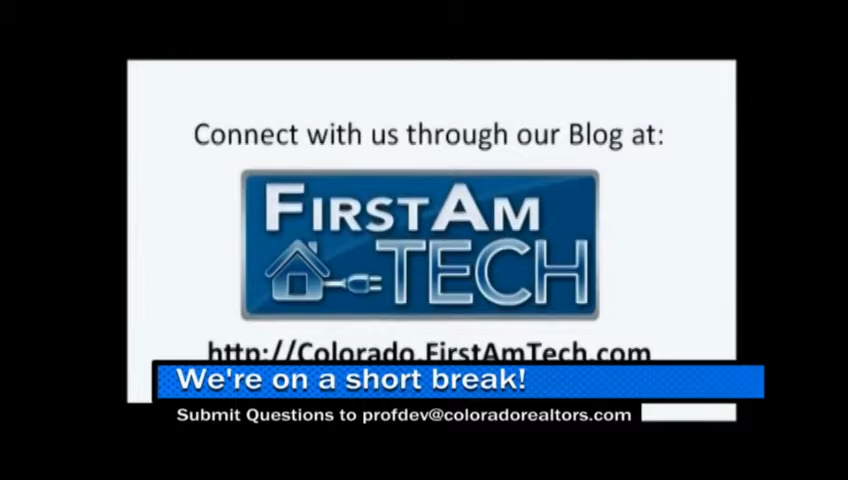 Connect with us through our Blog at:
FIRSTAM
TECH
http://Colorado.FirstAmTech.com
We're on a short break!
Submit Questions to profdev@coloradorealtors.com